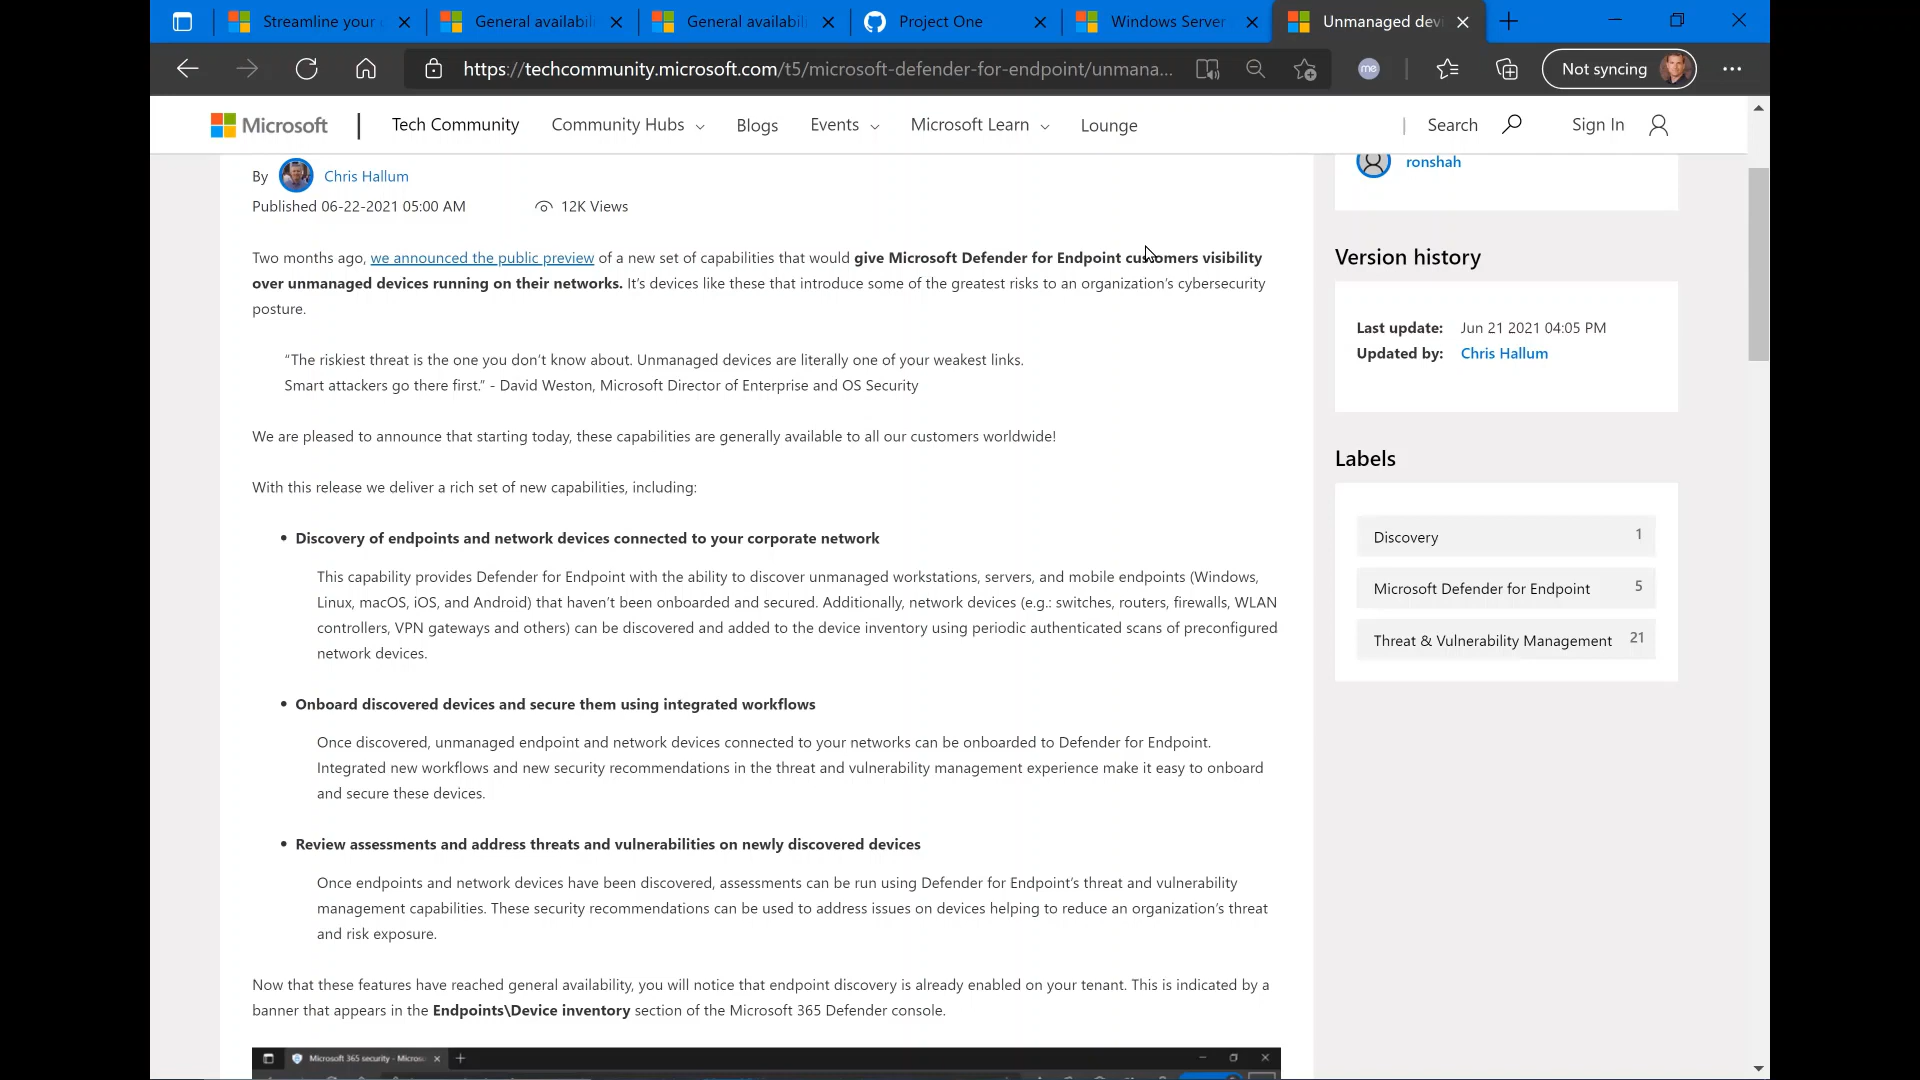 Streamline your
General availabili
General availabili
Project One
Windows Server
Unmanaged devi
https://techcommunity.microsoft.com/t5/microsoft-defender-for-endpoint/unmana...
me
Not syncing
Microsoft
Tech Community
Community Hubs
Blogs
Events
Microsoft Learn
Lounge
Search
Sign In
By Chris Hallum
Published 06-22-2021 05:00 AM
12K Views
Two months ago, we announced the public preview of a new set of capabilities that would give Microsoft Defender for Endpoint customers visibility
over unmanaged devices running on their networks. It's devices like these that introduce some of the greatest risks to an organization's cybersecurity
posture.
“The riskiest threat is the one you don’t know about. Unmanaged devices are literally one of your weakest links.
Smart attackers go there first.” - David Weston, Microsoft Director of Enterprise and OS Security
We are pleased to announce that starting today, these capabilities are generally available to all our customers worldwide!
With this release we deliver a rich set of new capabilities, including:
• Discovery of endpoints and network devices connected to your corporate network
This capability provides Defender for Endpoint with the ability to discover unmanaged workstations, servers, and mobile endpoints (Windows,
Linux, macOS, iOS, and Android) that haven’t been onboarded and secured. Additionally, network devices (e.g.: switches, routers, firewalls, WLAN
controllers, VPN gateways and others) can be discovered and added to the device inventory using periodic authenticated scans of preconfigured
network devices.
• Onboard discovered devices and secure them using integrated workflows
Once discovered, unmanaged endpoint and network devices connected to your networks can be onboarded to Defender for Endpoint.
Integrated new workflows and new security recommendations in the threat and vulnerability management experience make it easy to onboard
and secure these devices.
• Review assessments and address threats and vulnerabilities on newly discovered devices
Once endpoints and network devices have been discovered, assessments can be run using Defender for Endpoint’s threat and vulnerability
management capabilities. These security recommendations can be used to address issues on devices helping to reduce an organization’s threat
and risk exposure.
Now that these features have reached general availability, you will notice that endpoint discovery is already enabled on your tenant. This is indicated by a
banner that appears in the Endpoints\Device inventory section of the Microsoft 365 Defender console.
Microsoft 365 security - Micros
ronshah
Version history
Last update: Jun 21 2021 04:05 PM
Updated by: Chris Hallum
Labels
Discovery 1
Microsoft Defender for Endpoint 5
Threat & Vulnerability Management 21